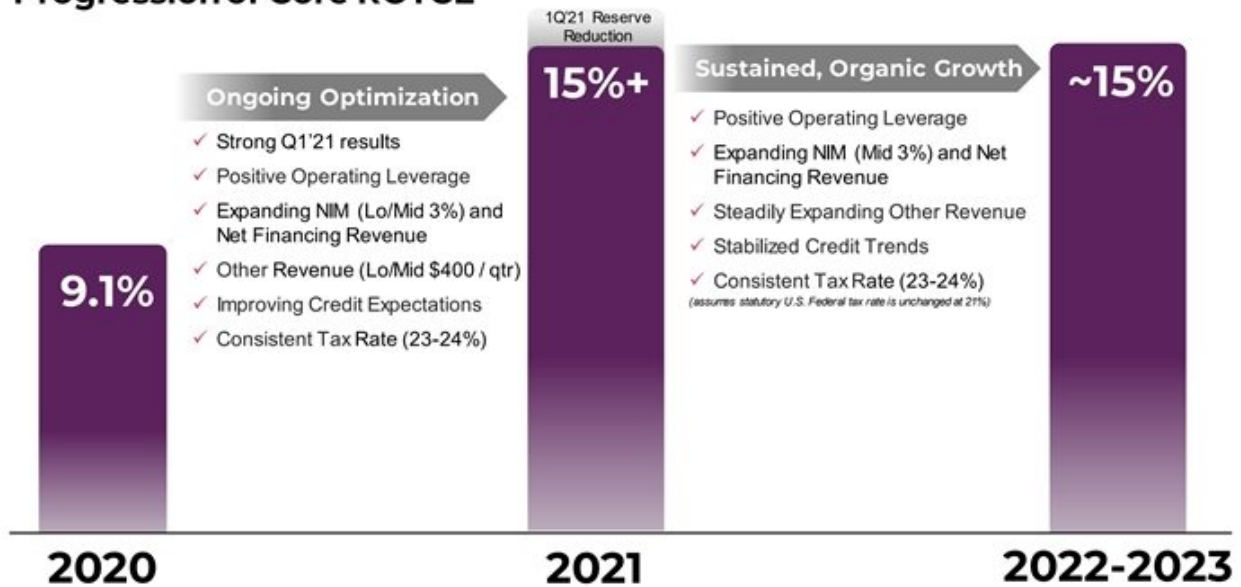 Progression of Core ROTCE
1Q'21 Reserve
Reduction
9.1%
Ongoing Optimization
✓ Strong Q1'21 results
✓ Positive Operating Leverage
✓ Expanding NIM (Lo/Mid 3%) and
Net Financing Revenue
✓ Other Revenue (Lo/Mid $400 / qtr)
✓ Improving Credit Expectations
✓ Consistent Tax Rate (23-24%)
15%+
Sustained, Organic Growth
✓ Positive Operating Leverage
✓ Expanding NIM (Mid 3%) and Net
Financing Revenue
✓ Steadily Expanding Other Revenue
✓ Stabilized Credit Trends
✓ Consistent Tax Rate (23-24%)
(assumes statutory U.S. Federal tax rate is unchanged at 21%)
~15%
2020
2021
2022-2023